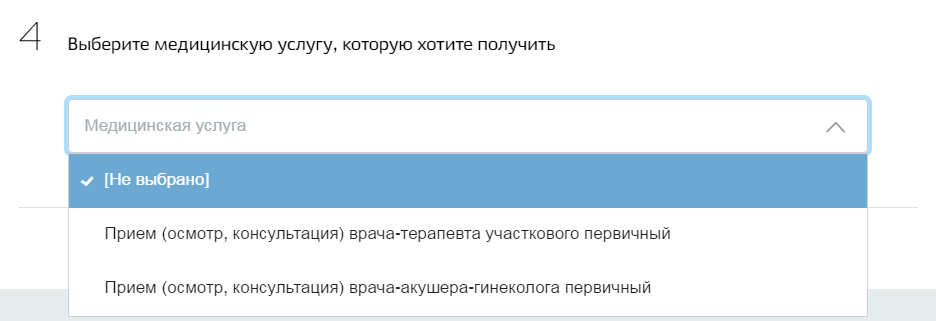 4
Выберите медицинскую услугу, которую хотите получить
Медицинская услуга
[Не выбрано]
Прием (осмотр, консультация) врача-терапевта участкового первичный
Прием (осмотр, консультация) врача-акушера-гинеколога первичный